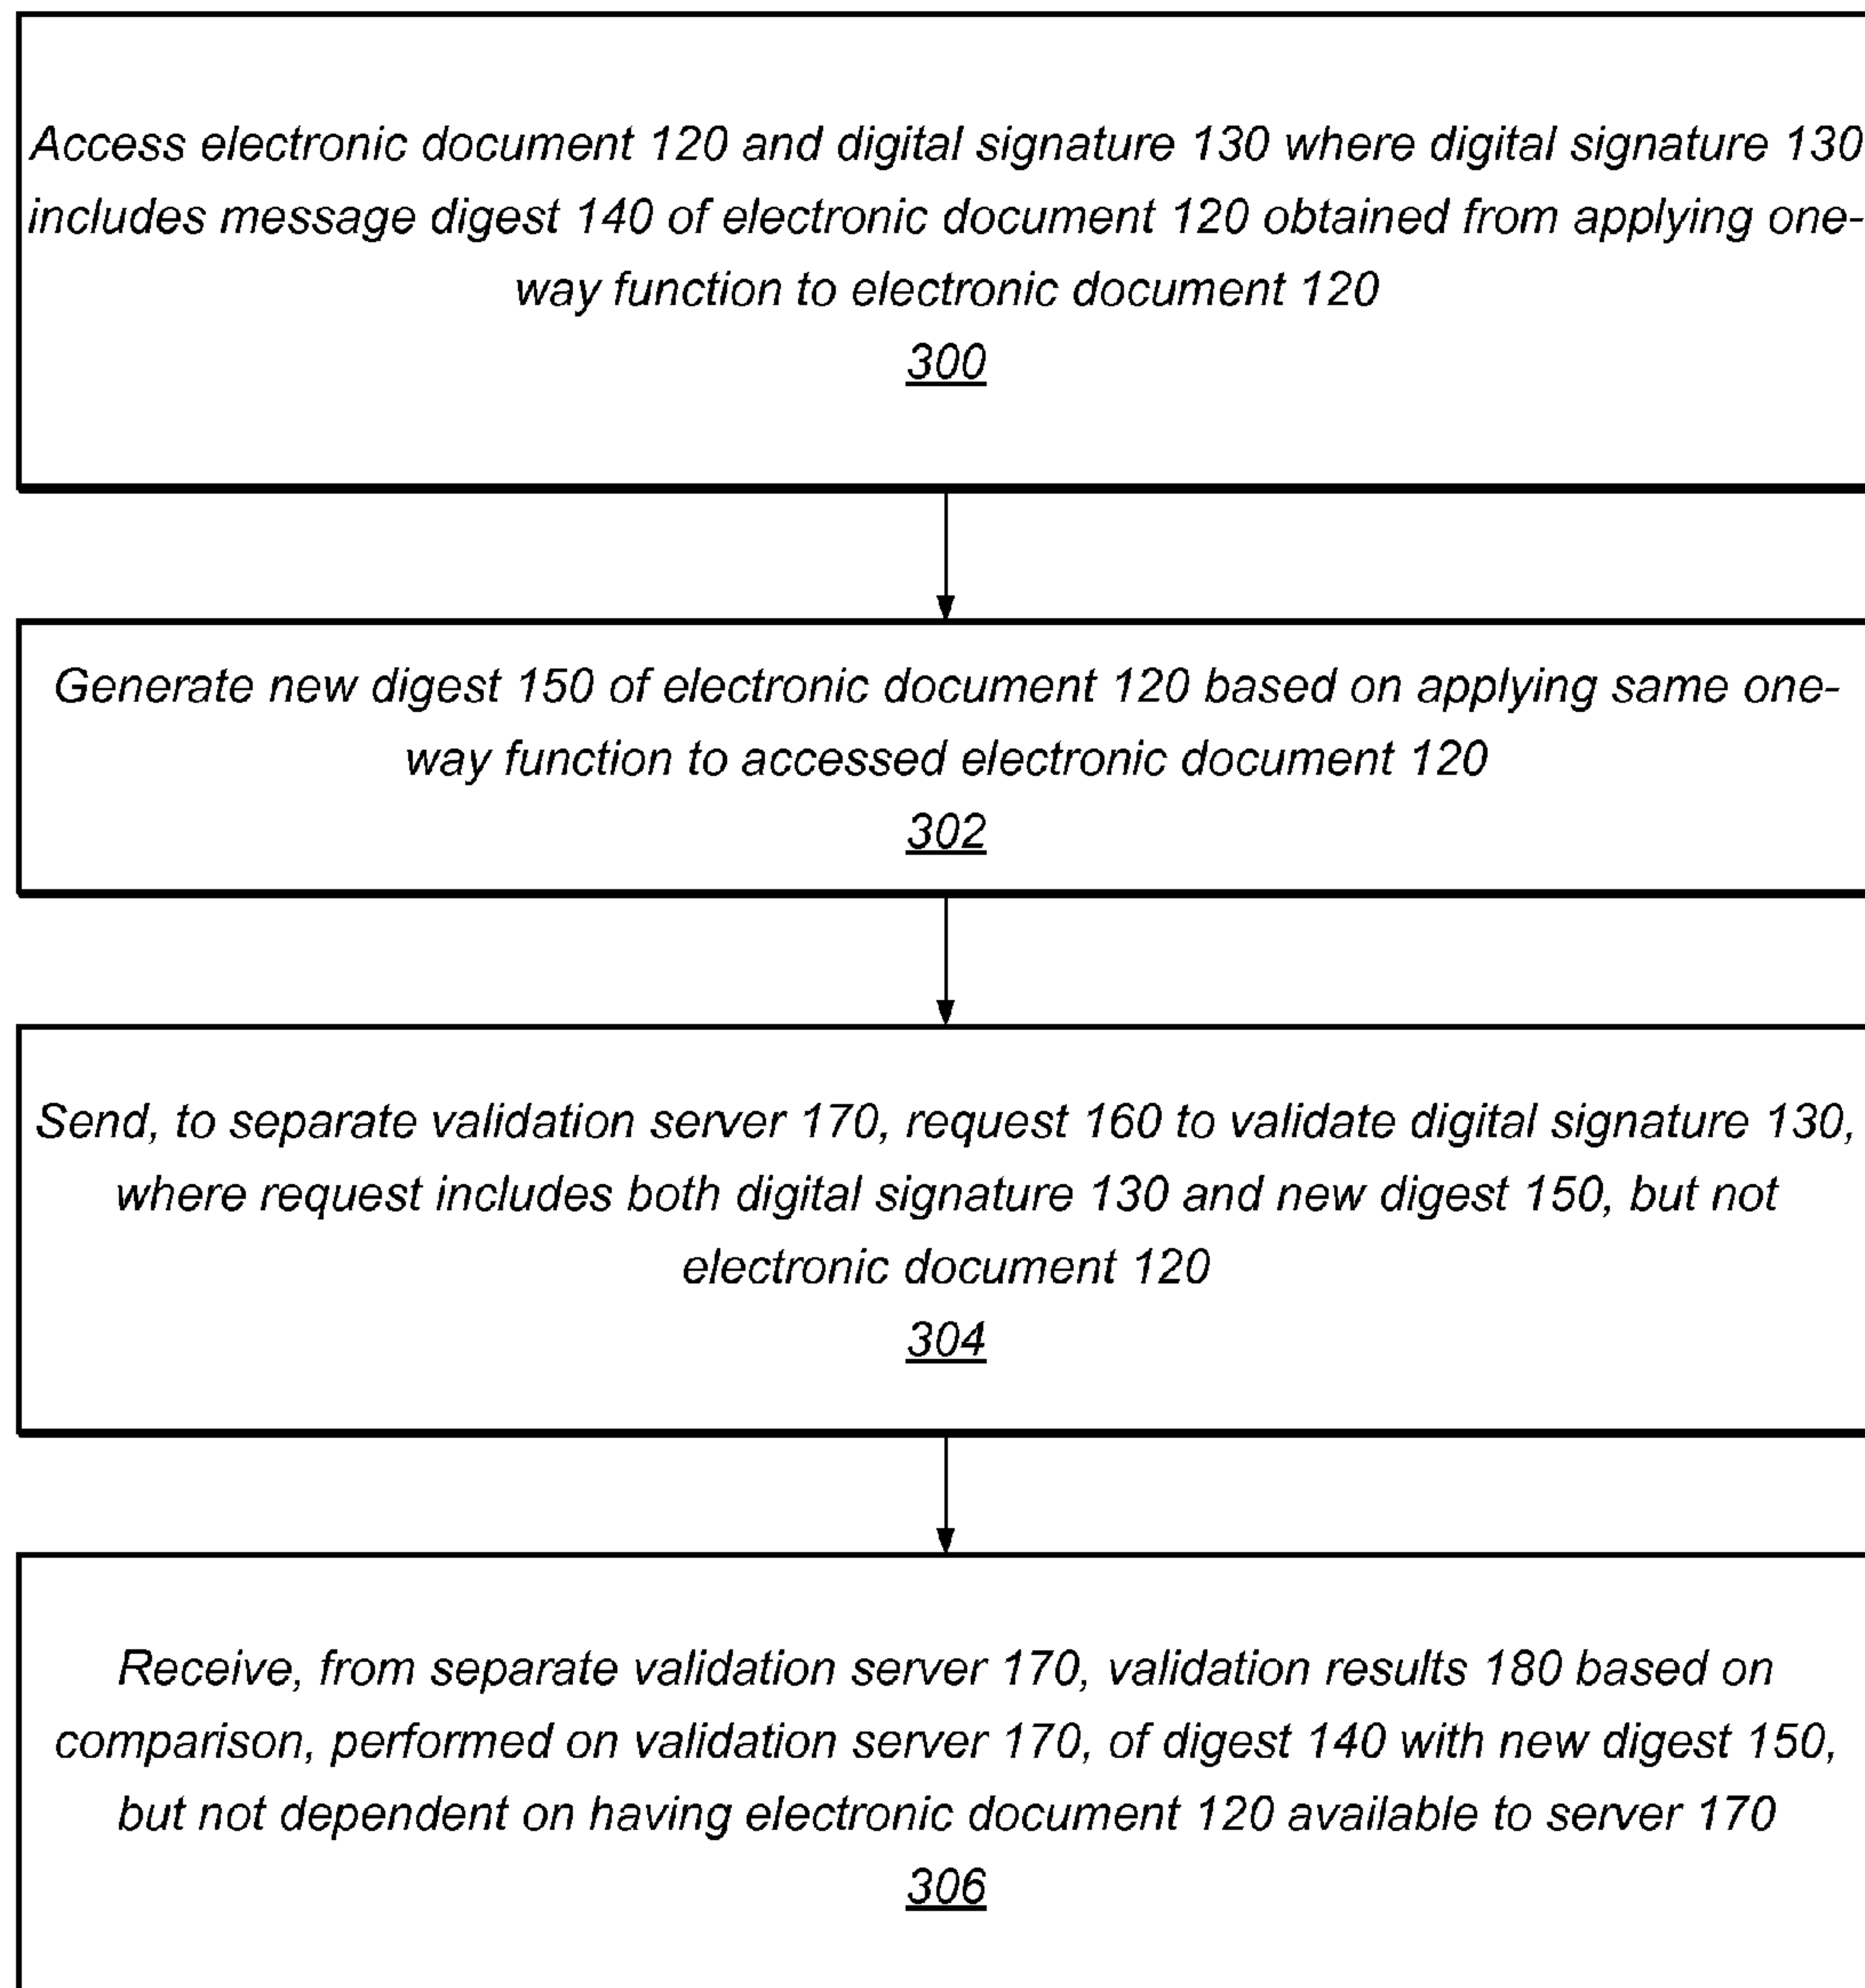 Access electronic document 120 and digital signature 130 where digital signature 130
includes message digest 140 of electronic document 120 obtained from applying one-
way function to electronic document 120
300
Generate new digest 150 of electronic document 120 based on applying same one-
way function to accessed electronic document 120
302
Send, to separate validation server 170, request 160 to validate digital signature 130,
where request includes both digital signature 130 and new digest 150, but not
electronic document 120
304
Receive, from separate validation server 170, validation results 180 based on
comparison, performed on validation server 170, of digest 140 with new digest 150,
but not dependent on having electronic document 120 available to server 170
306